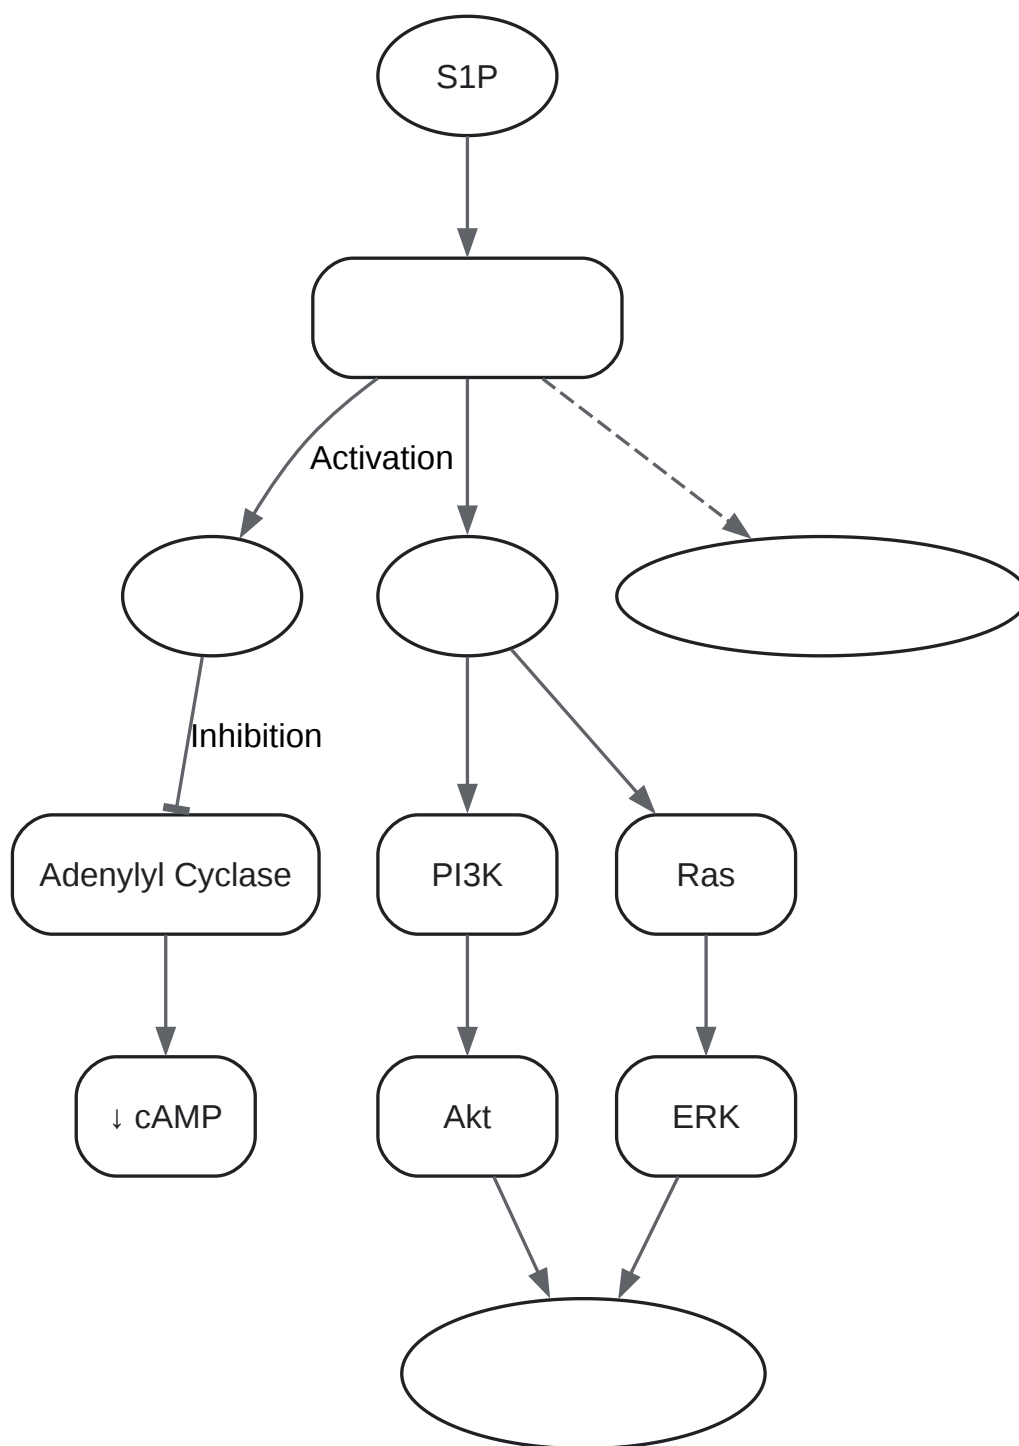 S1P
Activation
Inhibition
Adenylyl Cyclase
PI3K
Ras
↓ cAMP
Akt
ERK